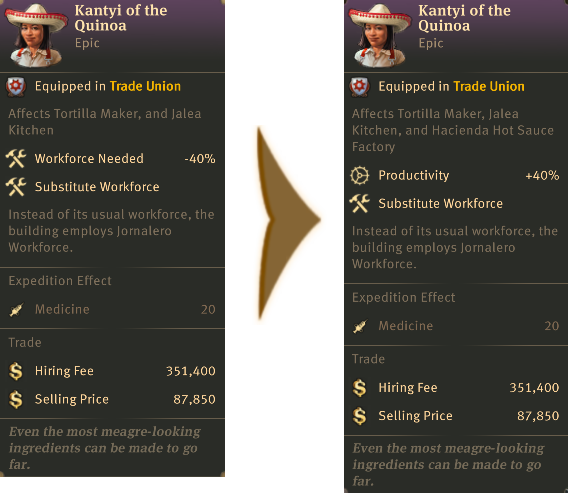 Kantyi of the
Quinoa
Epic
Equipped in Trade Union
Affects Tortilla Maker, and Jalea
Kitchen
Workforce Needed -40%
Substitute Workforce
Instead of its usual workforce, the
building employs Jornalero
Workforce.
Expedition Effect
Medicine 20
Trade
Hiring Fee 351,400
Selling Price 87,850
Even the most meagre-looking
ingredients can be made to go
far.
Kantyi of the
Quinoa
Epic
Equipped in Trade Union
Affects Tortilla Maker, Jalea
Kitchen, and Hacienda Hot Sauce
Factory
Productivity +40%
Substitute Workforce
Instead of its usual workforce, the
building employs Jornalero
Workforce.
Expedition Effect
Medicine 20
Trade
Hiring Fee 351,400
Selling Price 87,850
Even the most meagre-looking
ingredients can be made to go
far.